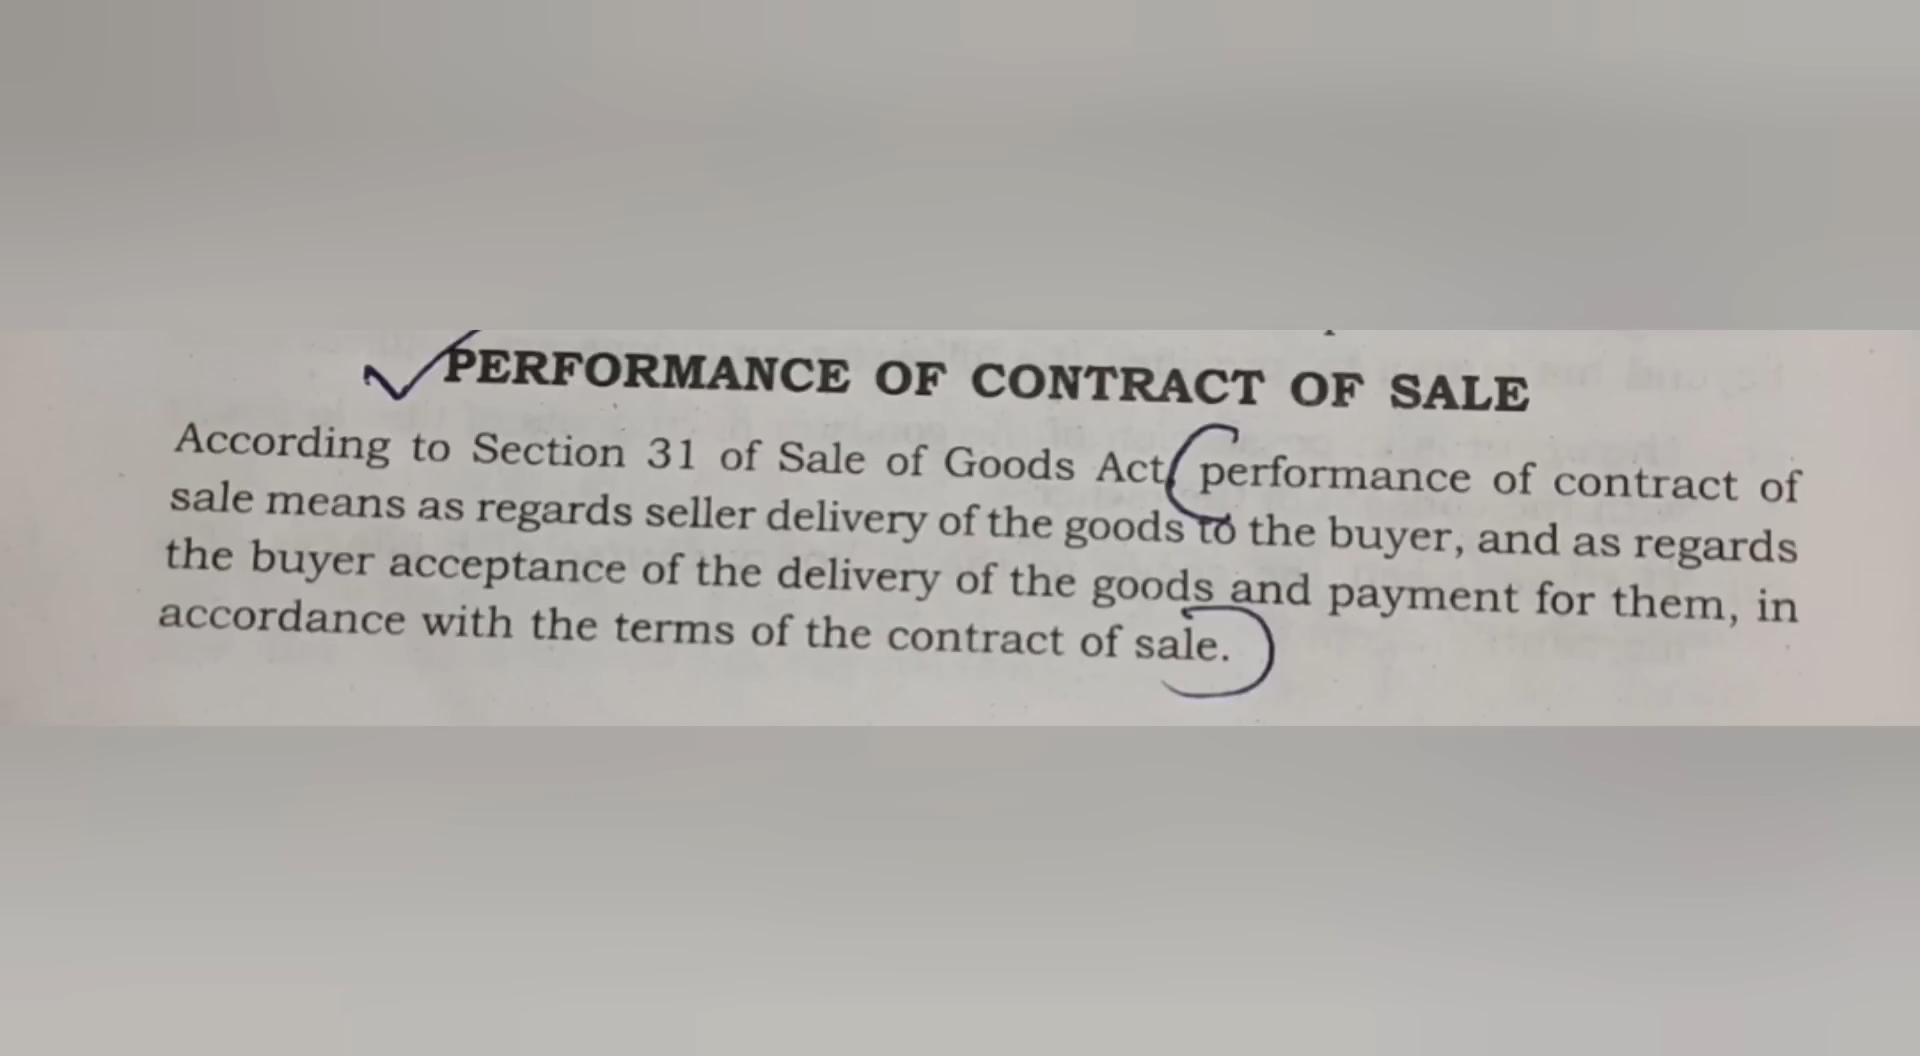 PERFORMANCE OF CONTRACT OF SALE
According to Section 31 of Sale of Goods Act, performance of contract of
sale means as regards seller delivery of the goods to the buyer, and as regards
the buyer acceptance of the delivery of the goods and payment for them, in
accordance with the terms of the contract of sale.